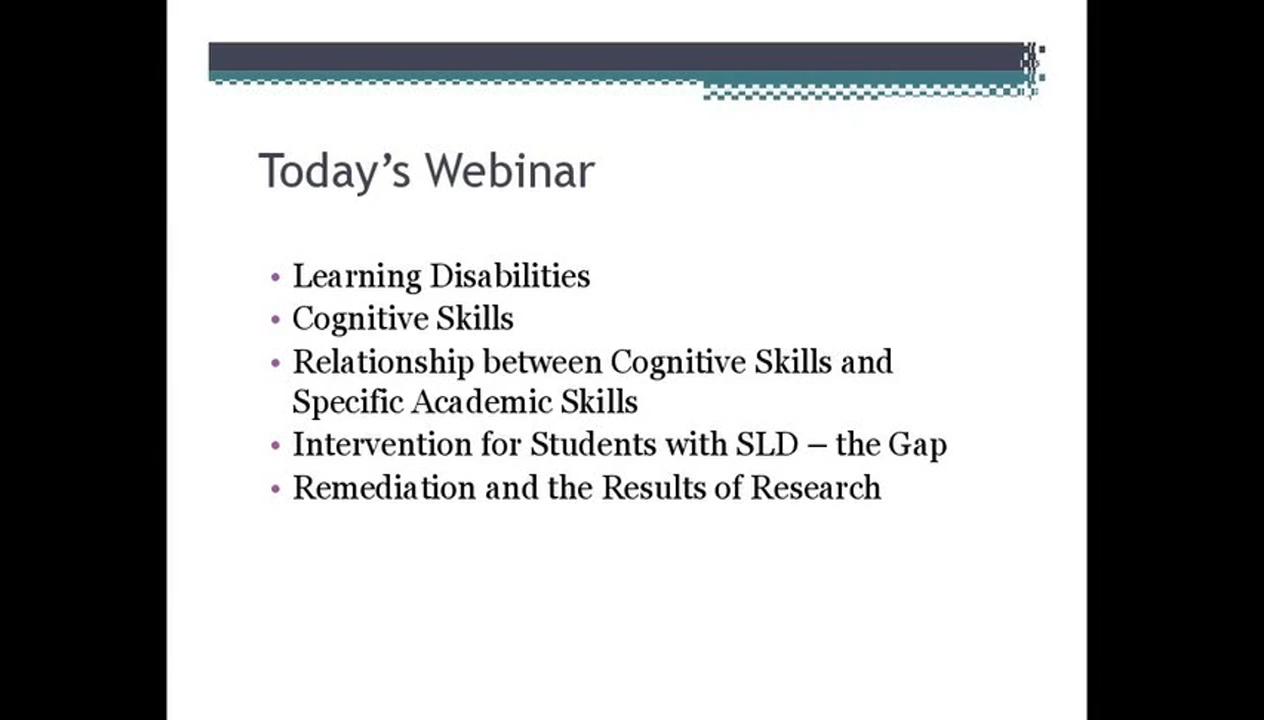 Today’s Webinar
• Learning Disabilities
• Cognitive Skills
• Relationship between Cognitive Skills and
Specific Academic Skills
• Intervention for Students with SLD – the Gap
• Remediation and the Results of Research